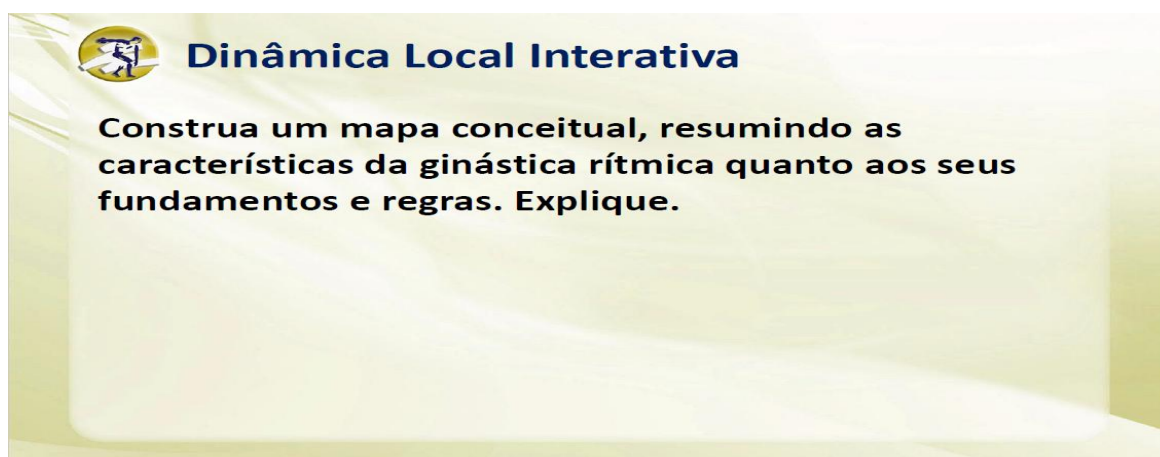 Dinâmica Local Interativa
Construa um mapa conceitual, resumindo as
características da ginástica rítmica quanto aos seus
fundamentos e regras. Explique.